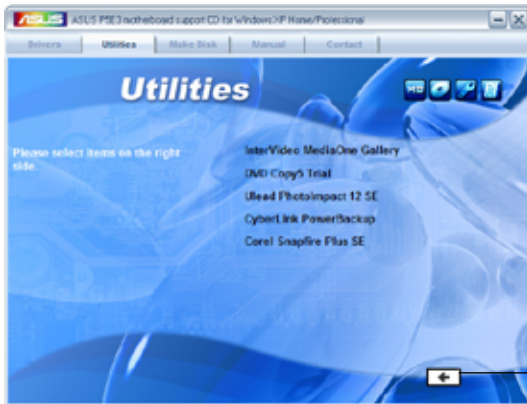 ASUS ASUS P5E3 motherboard support CD for Windows XP Home/Professional
Drivers Utilities Make Disk Manual Contact
Utilities
Please select items on the right
side.
InterVideo MediaOne Gallery
DVD Copy5 Trial
Ulead PhotoImpact 12 SE
CyberLink PowerBackup
Corel Snapfire Plus SE